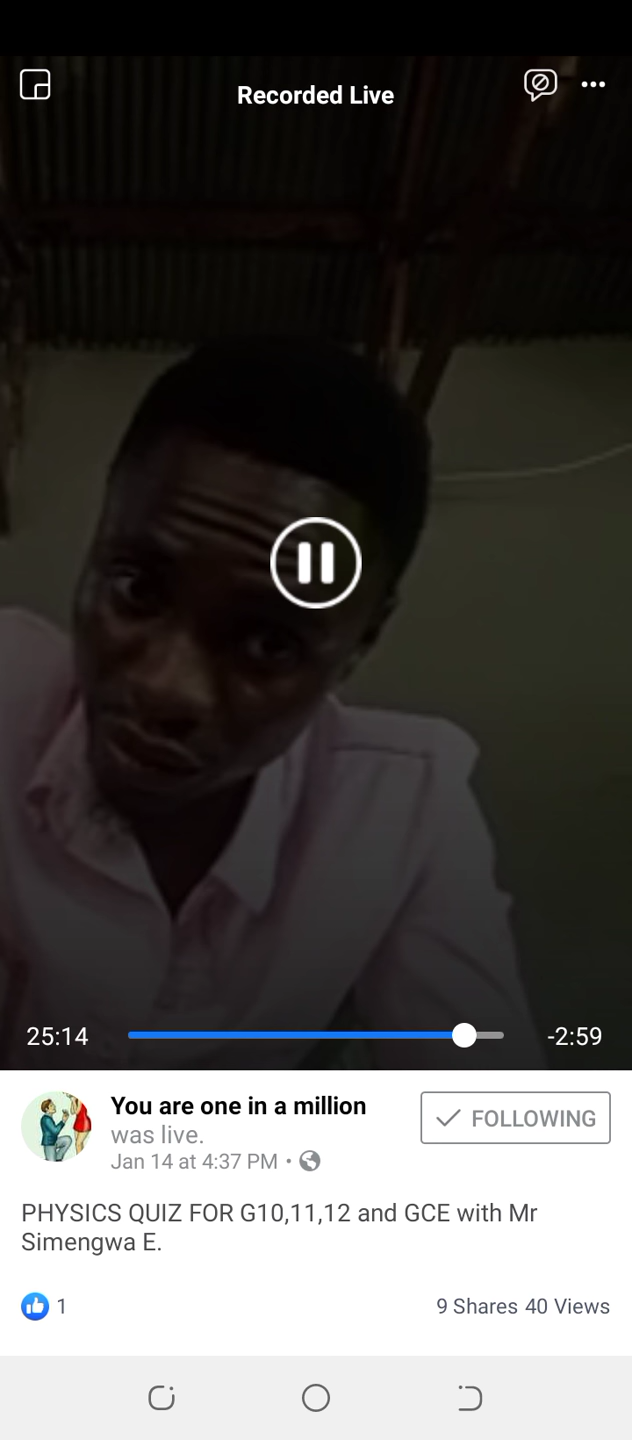 Recorded Live
25:14
-2:59
You are one in a million
FOLLOWING
was live.
Jan 14 at 4:37 PM •
PHYSICS QUIZ FOR G10,11,12 and GCE with Mr
Simengwa E.
1
9 Shares 40 Views